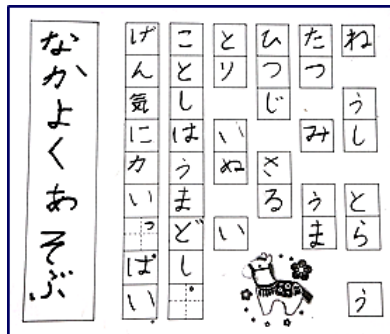 ね　うし　とら　う
たつ　み　うま
ひつじ　さる
とり　いぬ　い
ことしはうまどし。
げん気に力いっぱい
なかよくあそぶ